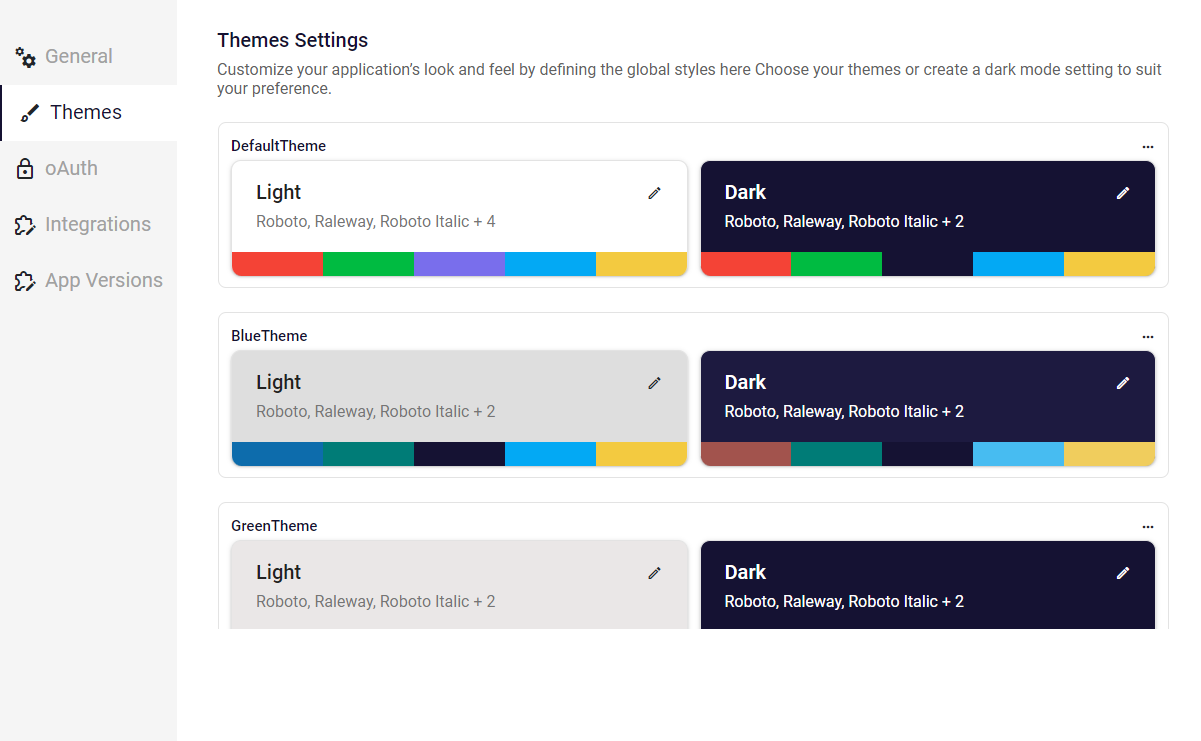 General
Themes
oAuth
Integrations
App Versions
Themes Settings
Customize your application’s look and feel by defining the global styles here Choose your themes or create a dark mode setting to suit
your preference.
DefaultTheme
Light
Roboto, Raleway, Roboto Italic + 4
Dark
Roboto, Raleway, Roboto Italic + 2
BlueTheme
Light
Roboto, Raleway, Roboto Italic + 2
Dark
Roboto, Raleway, Roboto Italic + 2
GreenTheme
Light
Roboto, Raleway, Roboto Italic + 2
Dark
Roboto, Raleway, Roboto Italic + 2